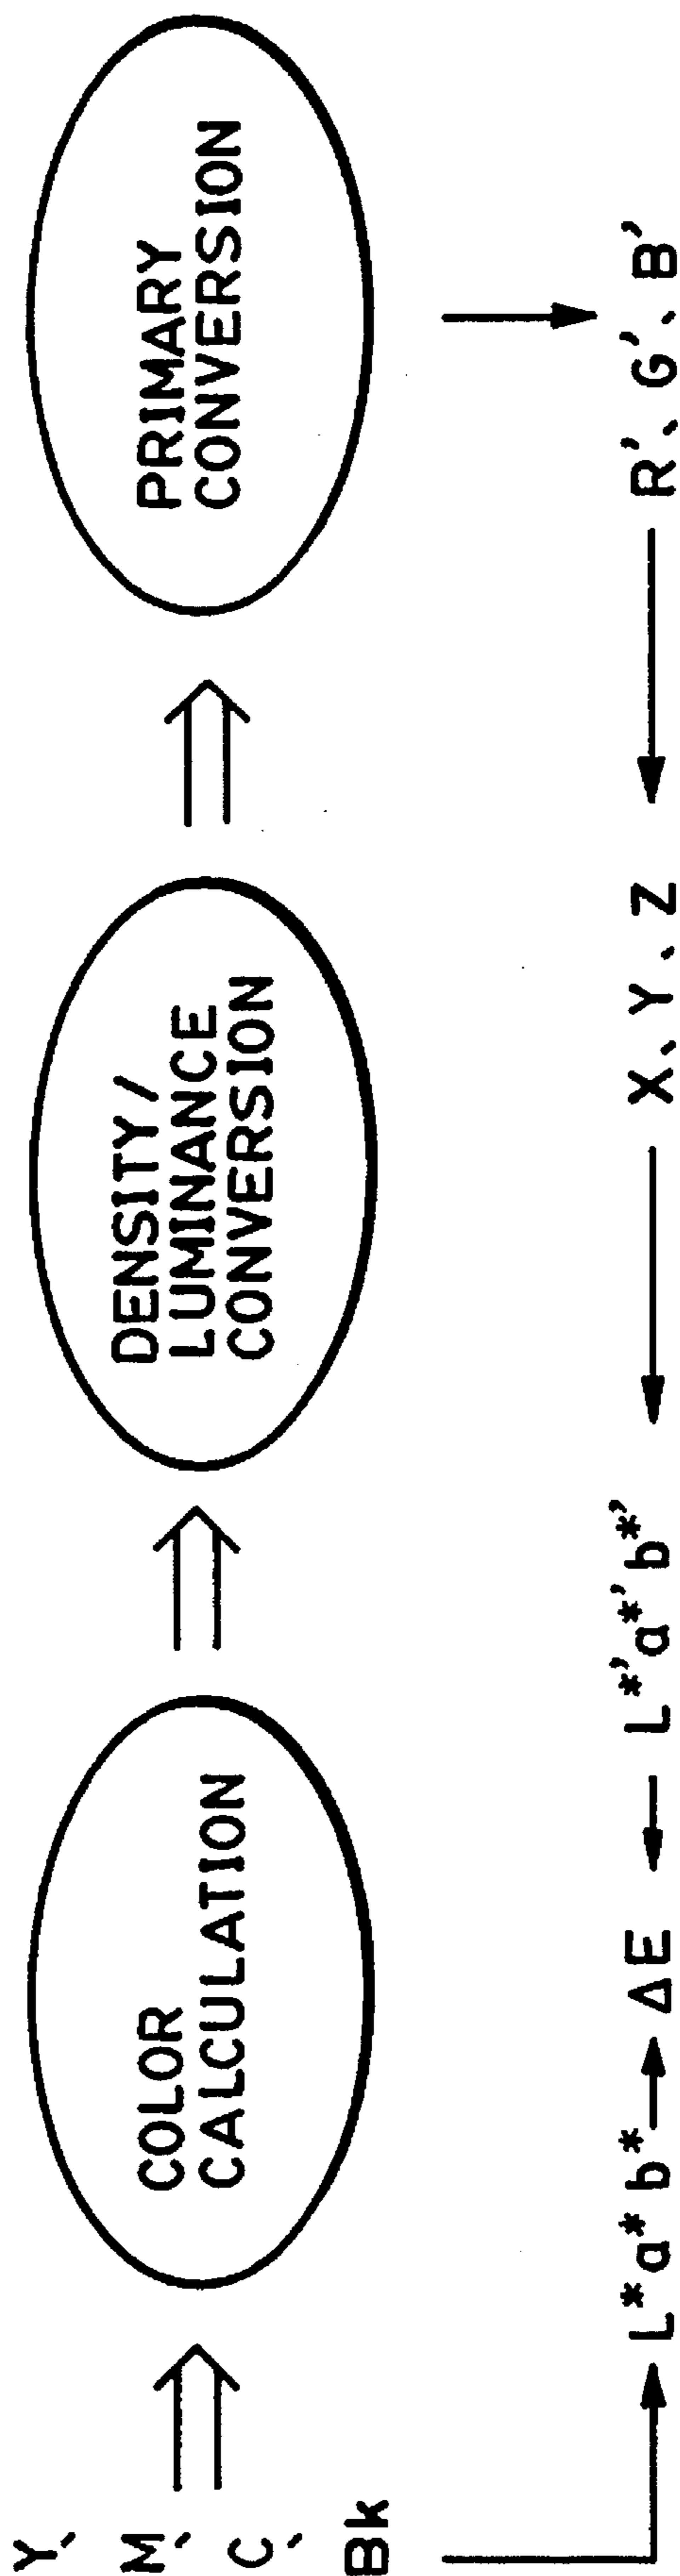 Y、
M、
C、
Bk
COLOR
CALCULATION
DENSITY/
LUMINANCE
CONVERSION
PRIMARY
CONVERSION
L*a*b* ΔE L*'a*'b*' X、Y、Z R'、G'、B'